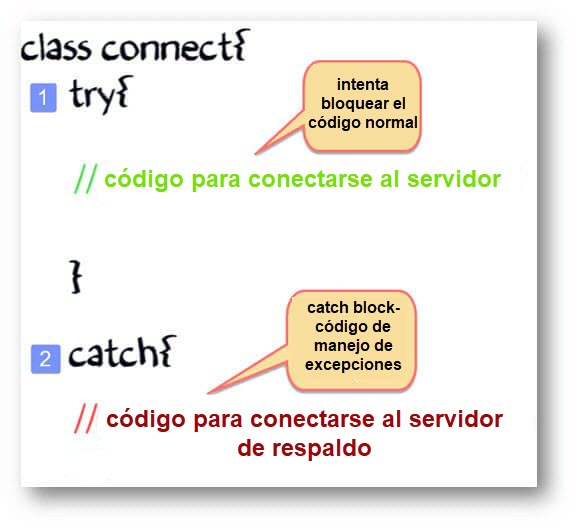 class connect{
1 try{
intenta
bloquear el
código normal
// código para conectarse al servidor
}
2 catch{
catch block-
código de
manejo de
excepciones
// código para conectarse al servidor
de respaldo